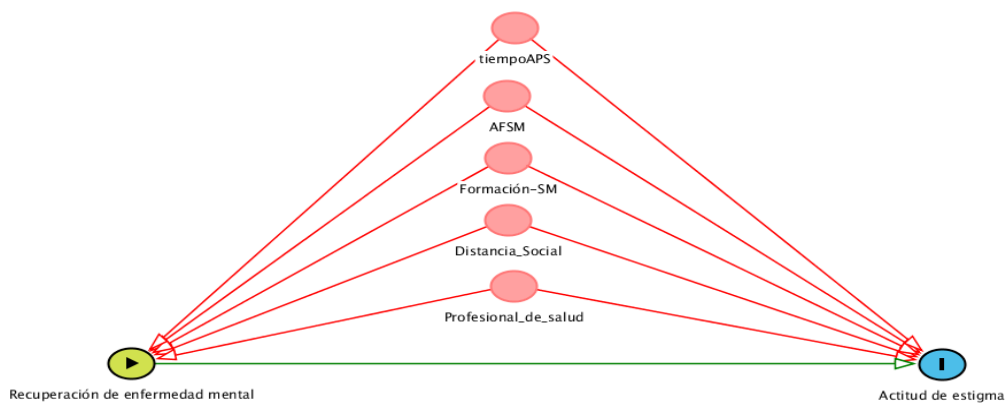 tiempoAPS
AFSM
Formación-SM
Distancia_Social
Profesional_de_salud
Recuperación de enfermedad mental
Actitud de estigma